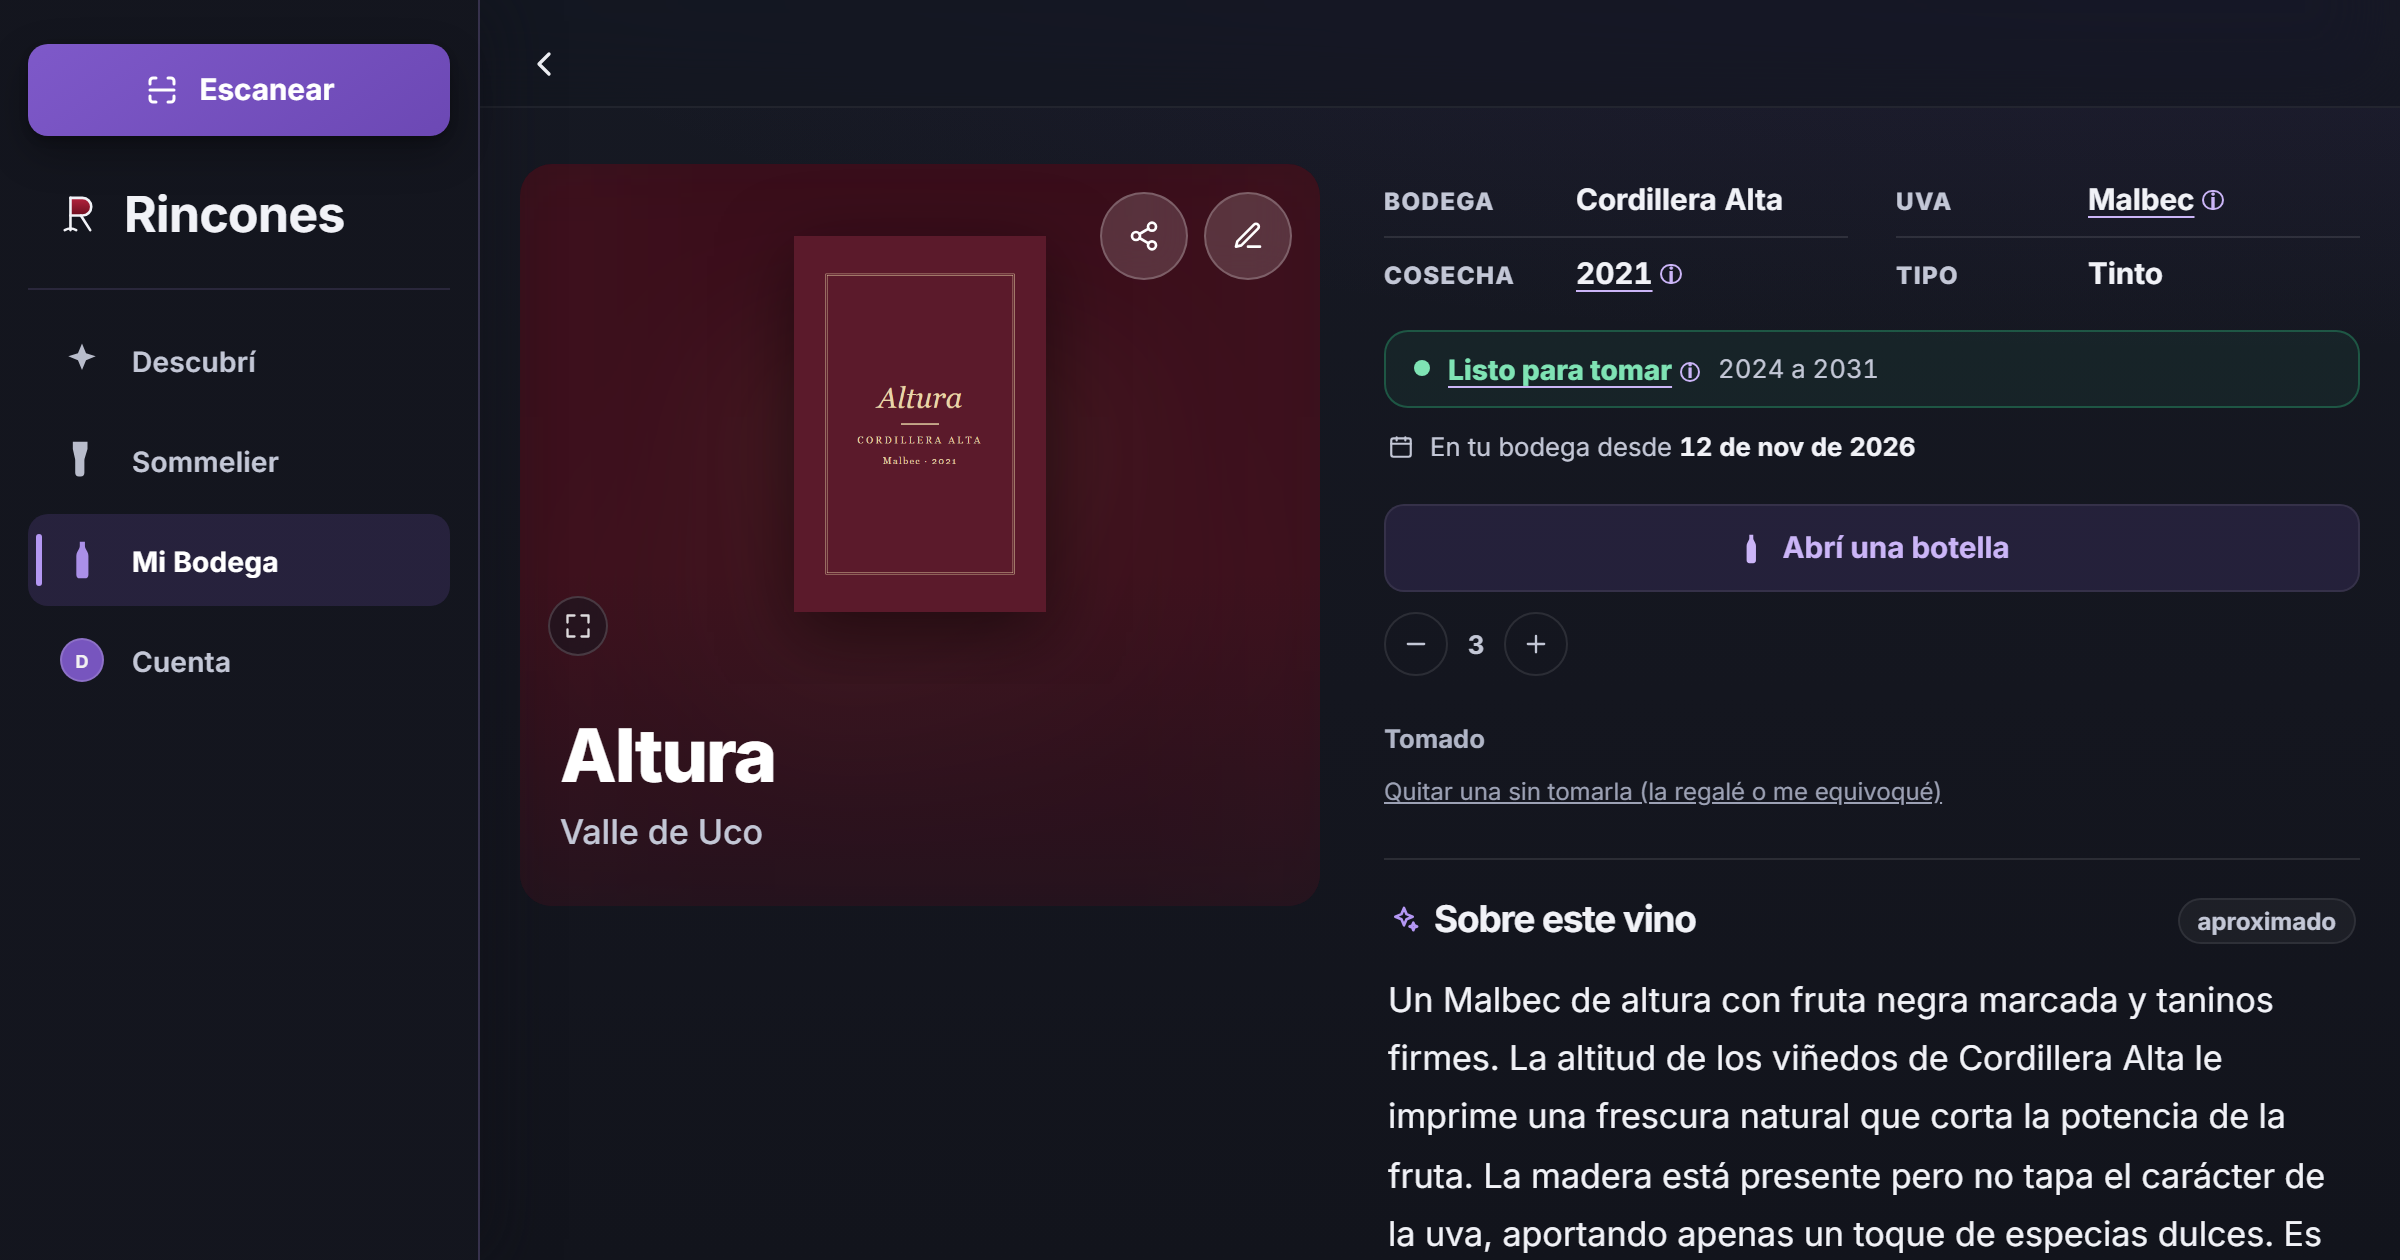 Escanear
Rincones
Descubrí
Sommelier
Mi Bodega
D
Cuenta
Altura
CORDILLERA ALTA
Malbec · 2021
Altura
Valle de Uco
BODEGA Cordillera Alta UVA Malbec
COSECHA 2021 TIPO Tinto
Listo para tomar 2024 a 2031
En tu bodega desde 12 de nov de 2026
Abrí una botella
3
Tomado
Quitar una sin tomarla (la regalé o me equivoqué)
Sobre este vino aproximado
Un Malbec de altura con fruta negra marcada y taninos
firmes. La altitud de los viñedos de Cordillera Alta le
imprime una frescura natural que corta la potencia de la
fruta. La madera está presente pero no tapa el carácter de
la uva, aportando apenas un toque de especias dulces. Es